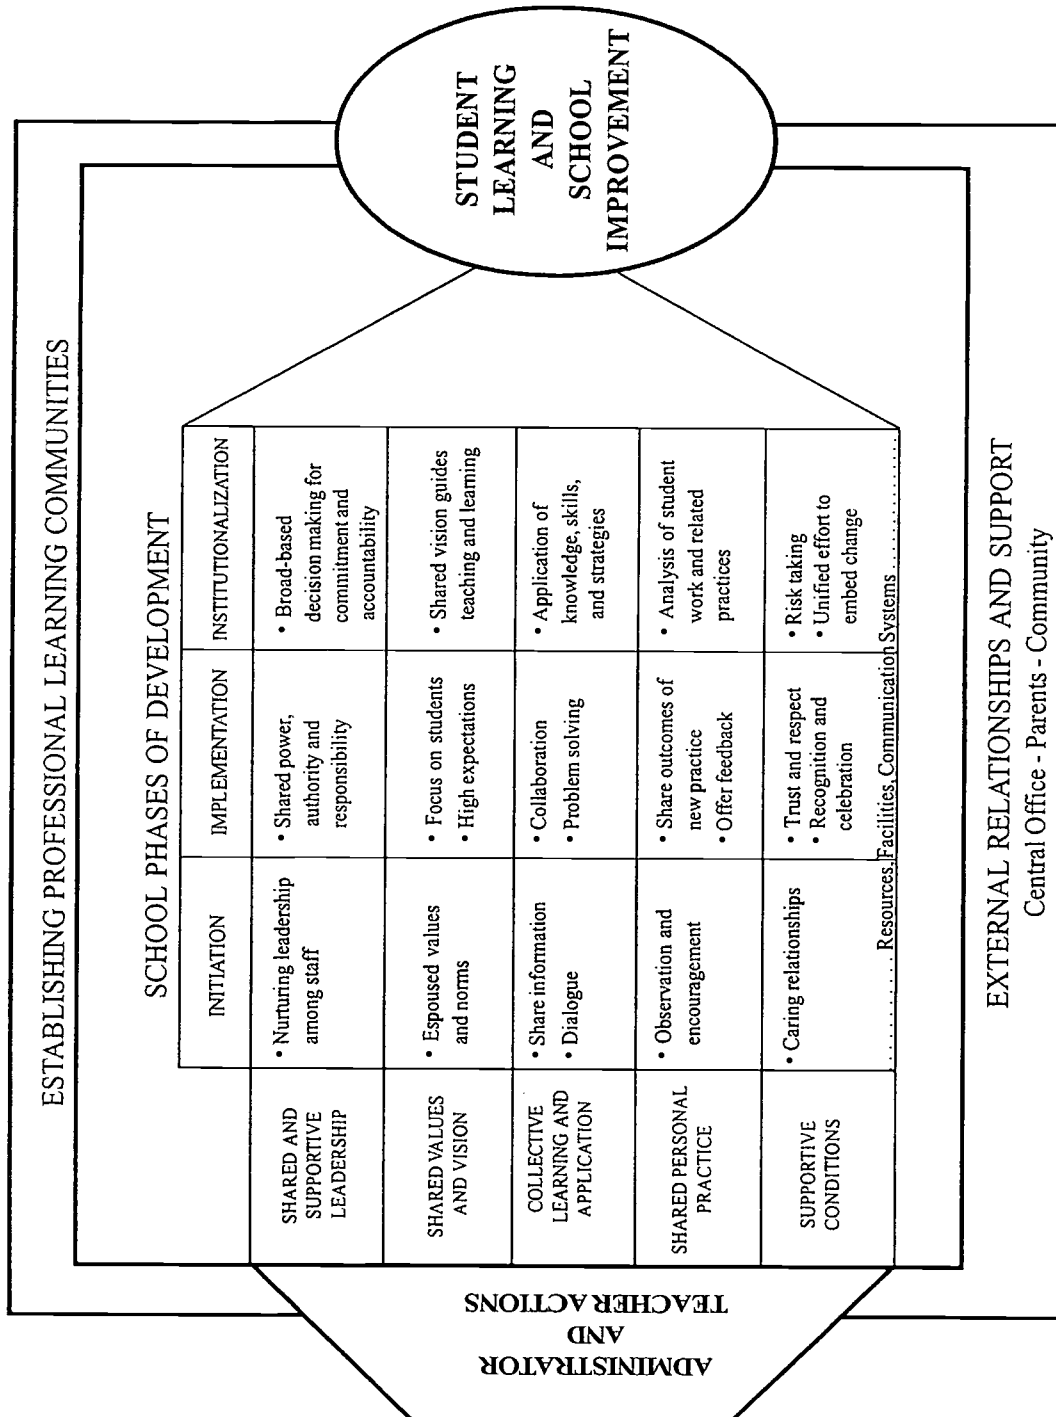 ESTABLISHING PROFESSIONAL LEARNING COMMUNITIES
SCHOOL PHASES OF DEVELOPMENT
INITIATION
IMPLEMENTATION
INSTITUTIONALIZATION
SHARED AND
SUPPORTIVE
LEADERSHIP
• Nurturing leadership
among staff
• Shared power,
authority and
responsibility
• Broad-based
decision making for
commitment and
accountability
SHARED VALUES
AND VISION
• Espoused values
and norms
• Focus on students
• High expectations
• Shared vision guides
teaching and learning
COLLECTIVE
LEARNING AND
APPLICATION
• Share information
• Dialogue
• Collaboration
• Problem solving
• Application of
knowledge, skills,
and strategies
SHARED PERSONAL
PRACTICE
• Observation and
encouragement
• Share outcomes of
new practice
• Offer feedback
• Analysis of student
work and related
practices
SUPPORTIVE
CONDITIONS
• Caring relationships
• Trust and respect
• Recognition and
celebration
• Risk taking
• Unified effort to
embed change
Resources, Facilities, Communication Systems
ADMINISTRATOR
AND
TEACHER ACTIONS
STUDENT
LEARNING
AND
SCHOOL
IMPROVEMENT
EXTERNAL RELATIONSHIPS AND SUPPORT
Central Office - Parents - Community